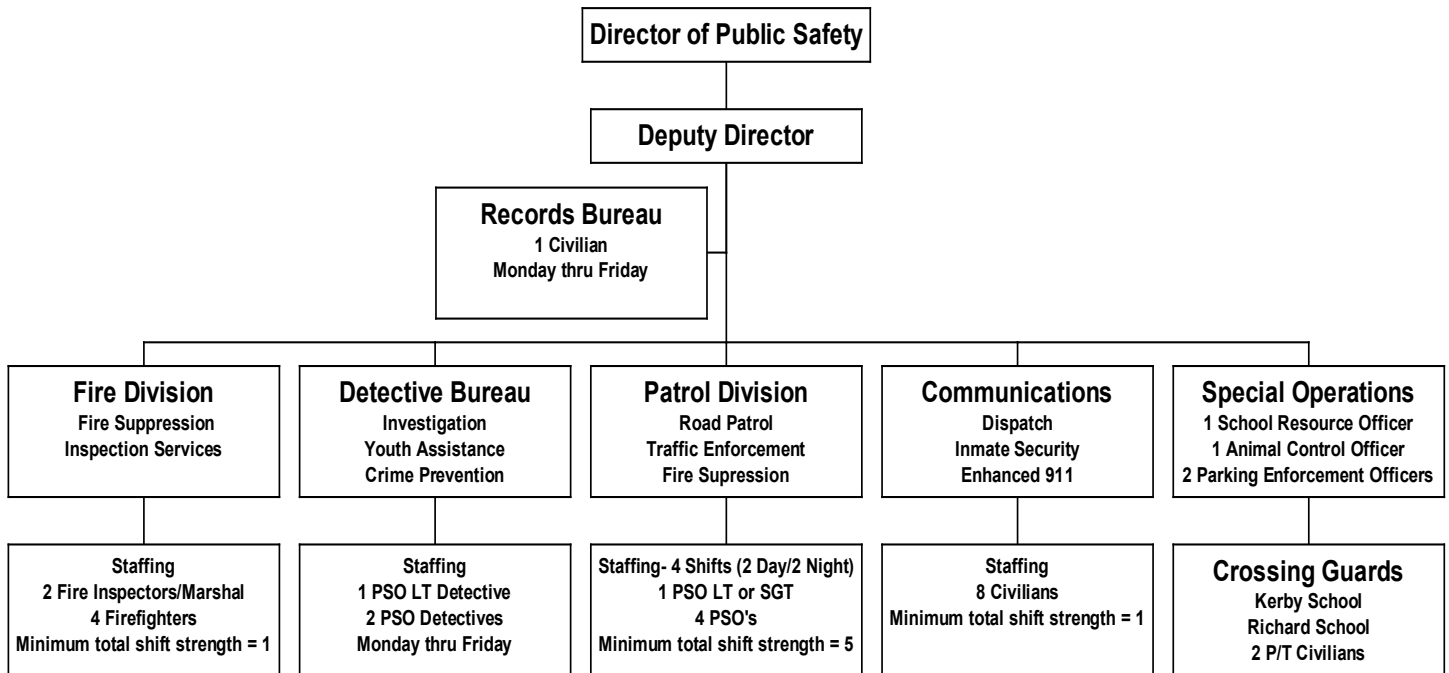 Director of Public Safety
Deputy Director
Records Bureau
1 Civilian
Monday thru Friday
Fire Division
Fire Suppression
Inspection Services
Detective Bureau
Investigation
Youth Assistance
Crime Prevention
Patrol Division
Road Patrol
Traffic Enforcement
Fire Supression
Communications
Dispatch
Inmate Security
Enhanced 911
Special Operations
1 School Resource Officer
1 Animal Control Officer
2 Parking Enforcement Officers
Staffing
2 Fire Inspectors/Marshal
4 Firefighters
Minimum total shift strength = 1
Staffing
1 PSO LT Detective
2 PSO Detectives
Monday thru Friday
Staffing- 4 Shifts (2 Day/2 Night)
1 PSO LT or SGT
4 PSO's
Minimum total shift strength = 5
Staffing
8 Civilians
Minimum total shift strength = 1
Crossing Guards
Kerby School
Richard School
2 P/T Civilians